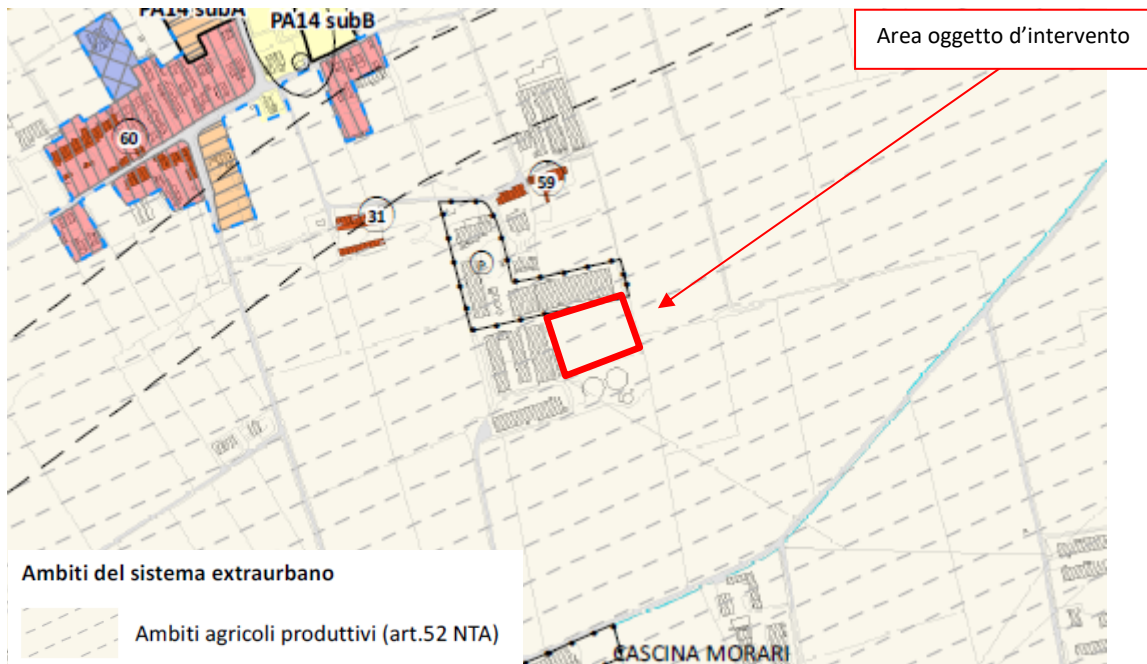 PA14 subA
PA14 subB
Area oggetto d'intervento
60
59
31
Ambiti del sistema extraurbano
Ambiti agricoli produttivi (art.52 NTA)
CASCINA MORARI